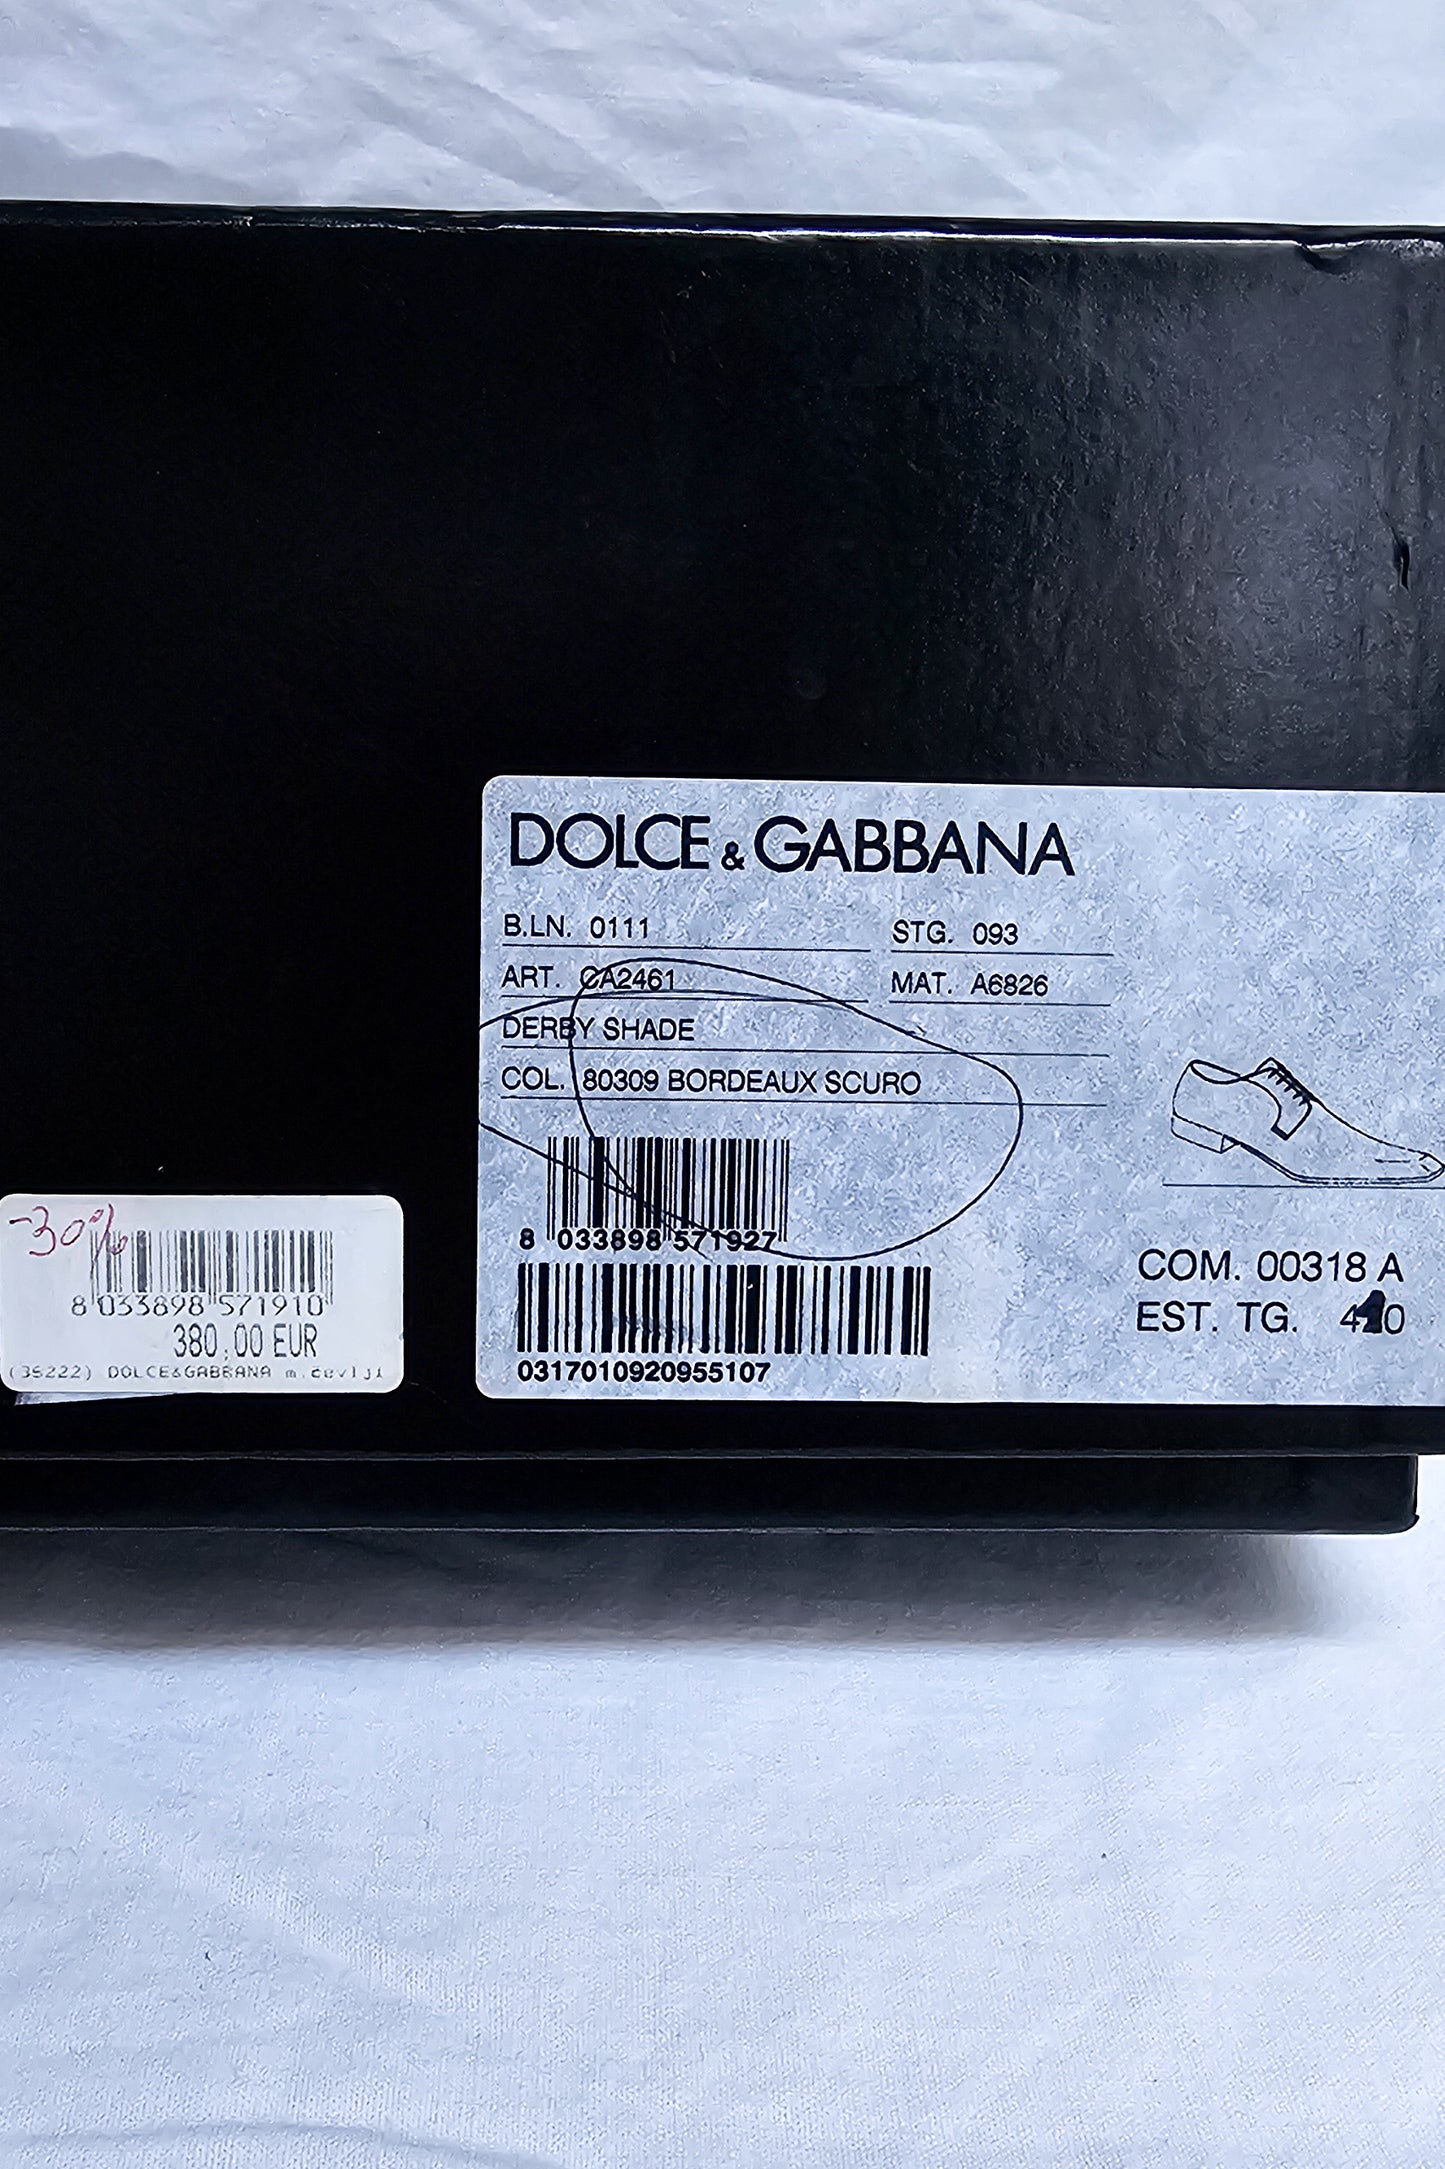 DOLCE & GABBANA
B.LN. 0111 STG. 093
ART. CA2461 MAT. A6826
DERBY SHADE
COL. 80309 BORDEAUX SCURO
8 033898 571927
0317010920955107
COM. 00318 A
EST. TG.
-30%
8 033898 571910
380,00 EUR
(35222) DOLCE&GABBANA m.čevlji